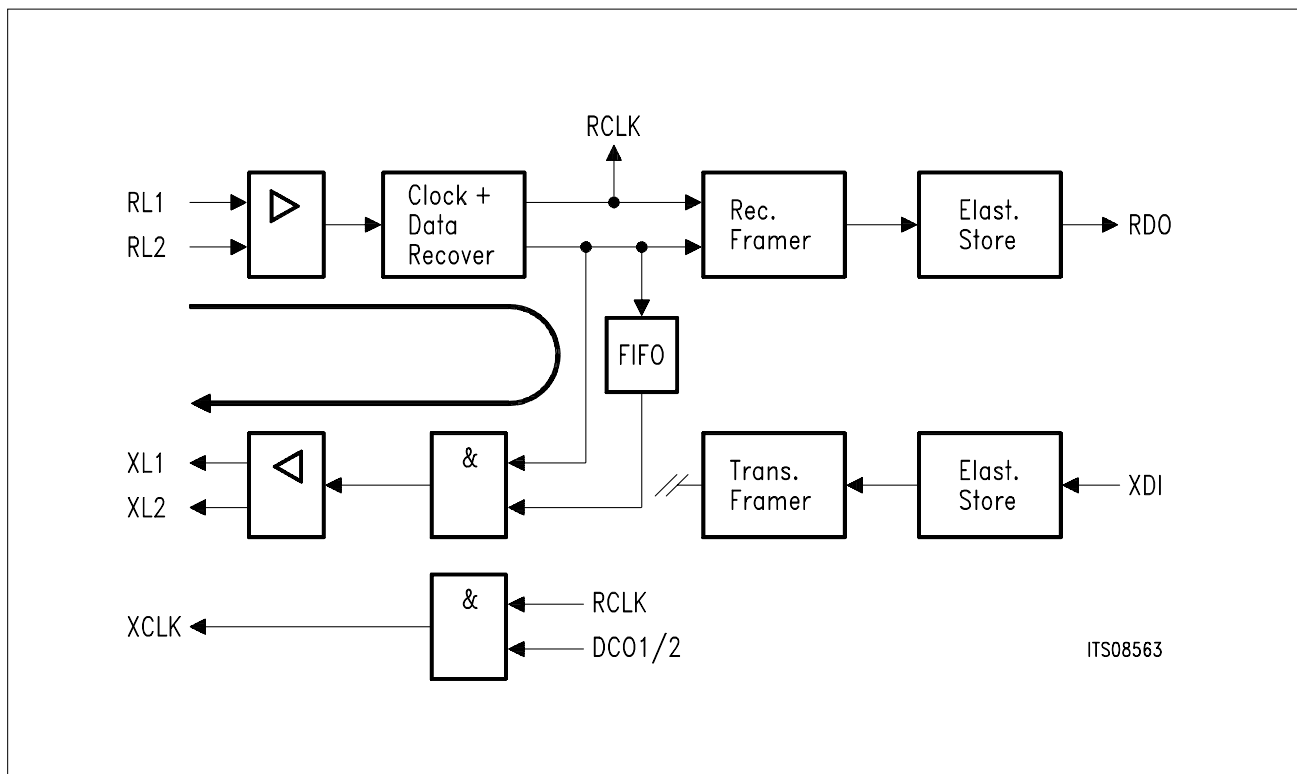 RCLK
RL1
RL2
Clock +
Data
Recover
Rec.
Framer
Elast.
Store
RDO
FIFO
XL1
XL2
&
Trans.
Framer
Elast.
Store
XDI
XCLK
&
RCLK
DCO1/2
ITS08563